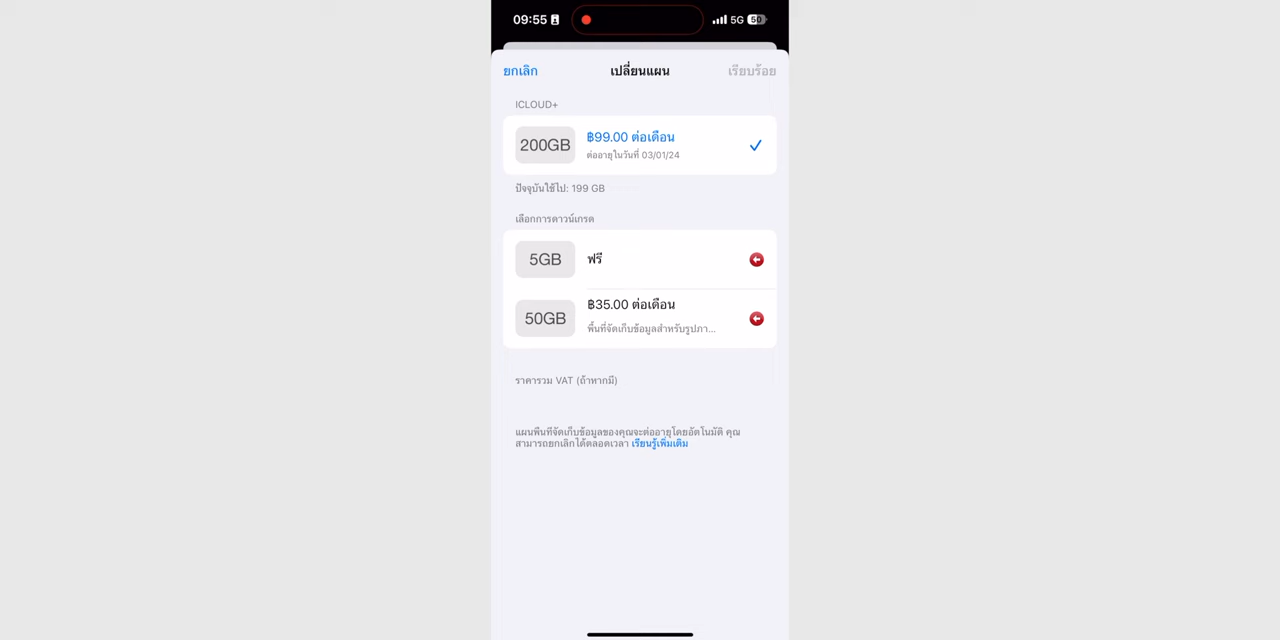 09:55
5G
50
ยกเลิก
เปลี่ยนแผน
เรียบร้อย
ICLOUD+
200GB
฿99.00 ต่อเดือน
ต่ออายุในวันที่ 03/01/24
ปัจจุบันใช้ไป: 199 GB
เลือกการดาวน์เกรด
5GB
ฟรี
50GB
฿35.00 ต่อเดือน
พื้นที่จัดเก็บข้อมูลสำหรับรูปภา...
ราคารวม VAT (ถ้าหากมี)
แผนพื้นที่จัดเก็บข้อมูลของคุณจะต่ออายุโดยอัตโนมัติ คุณ
สามารถยกเลิกได้ตลอดเวลา เรียนรู้เพิ่มเติม